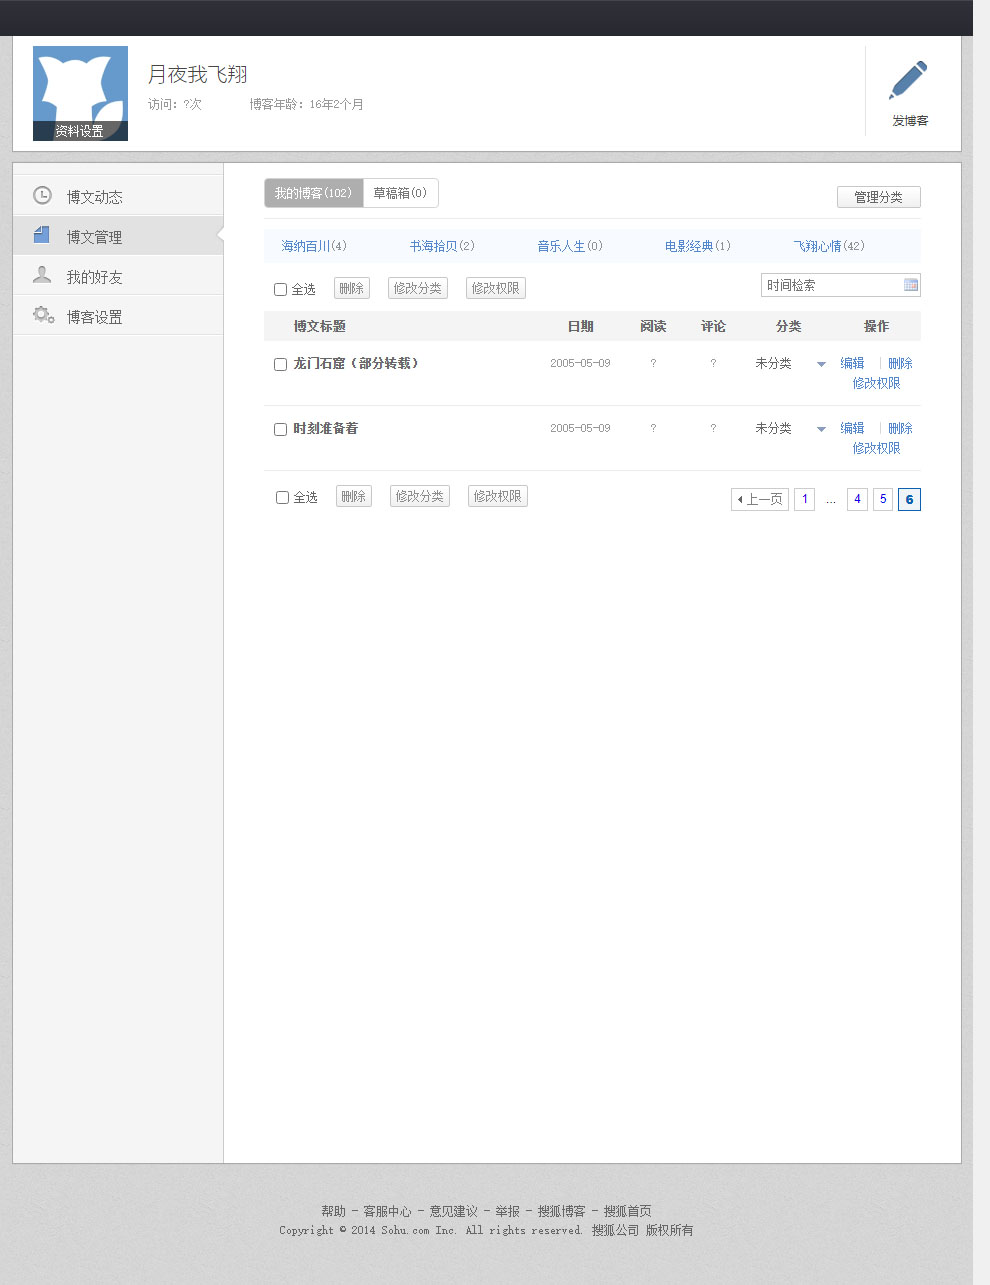 月夜我飞翔
访问: ?次 博客年龄: 16年2个月
资料设置
发博客
博文动态
博文管理
我的好友
博客设置
我的博客(102) 草稿箱(0)
管理分类
海纳百川(4) 书海拾贝(2) 音乐人生(0) 电影经典(1) 飞翔心情(42)
全选 删除 修改分类 修改权限 时间检索
博文标题 日期 阅读 评论 分类 操作
龙门石窟（部分转载） 2005-05-09 ? ? 未分类 编辑 | 删除
修改权限
时刻准备着 2005-05-09 ? ? 未分类 编辑 | 删除
修改权限
全选 删除 修改分类 修改权限 上一页 1 ... 4 5 6
帮助 - 客服中心 - 意见建议 - 举报 - 搜狐博客 - 搜狐首页
Copyright © 2014 Sohu.com Inc. All rights reserved. 搜狐公司 版权所有